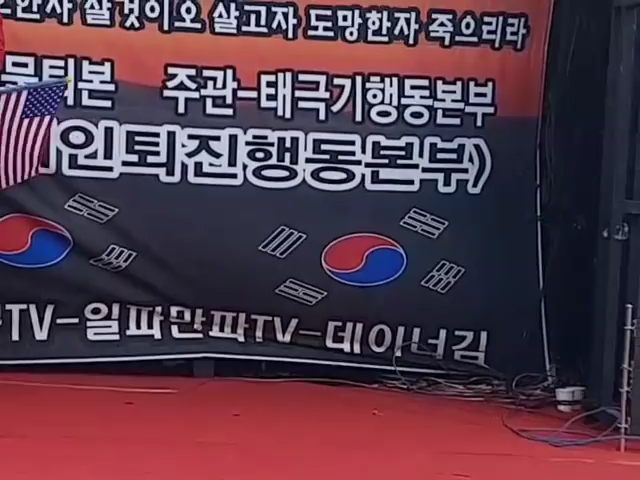 한자 살것이오 살고자 도망한자 죽으리라
퇴본 주관-태극기행동본부
인퇴진행동본부)
TV-일파만파TV-데이너김